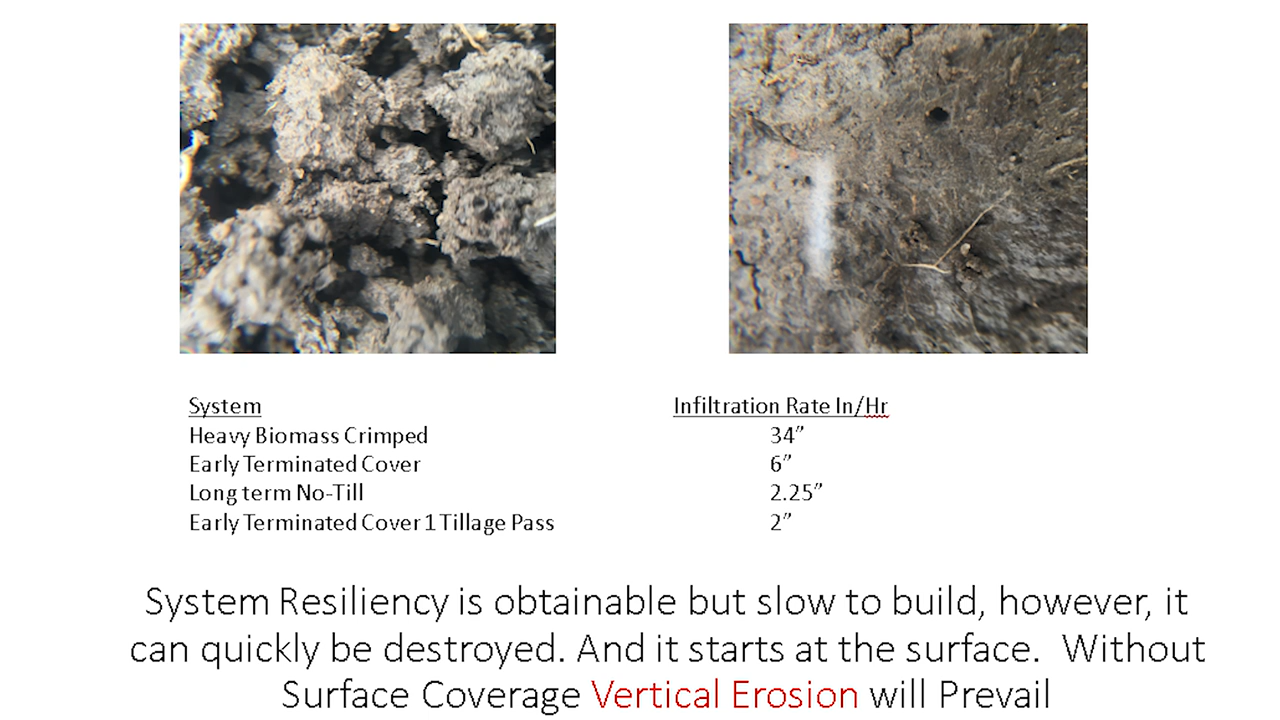 System Infiltration Rate In/Hr
Heavy Biomass Crimped 34”
Early Terminated Cover 6”
Long term No-Till 2.25”
Early Terminated Cover 1 Tillage Pass 2”
System Resiliency is obtainable but slow to build, however, it
can quickly be destroyed. And it starts at the surface.  Without
Surface Coverage Vertical Erosion will Prevail